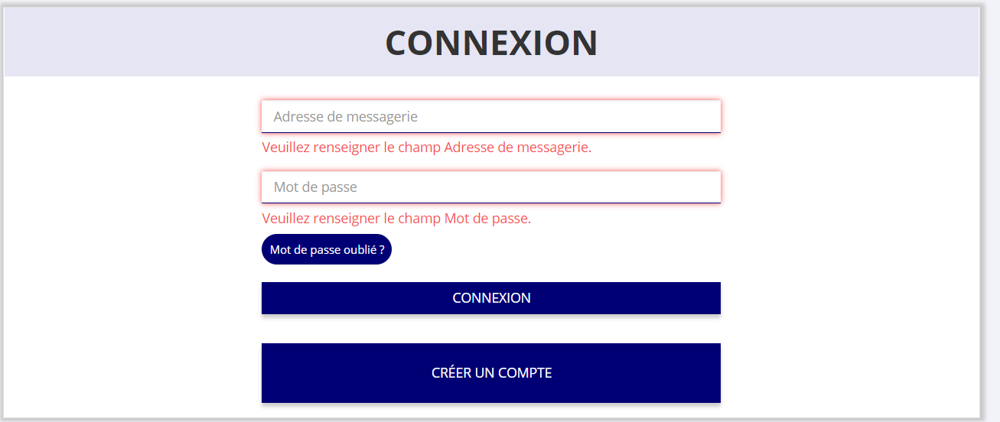 CONNEXION
Adresse de messagerie
Veuillez renseigner le champ Adresse de messagerie.
Mot de passe
Veuillez renseigner le champ Mot de passe.
Mot de passe oublié ?
CONNEXION
CRÉER UN COMPTE